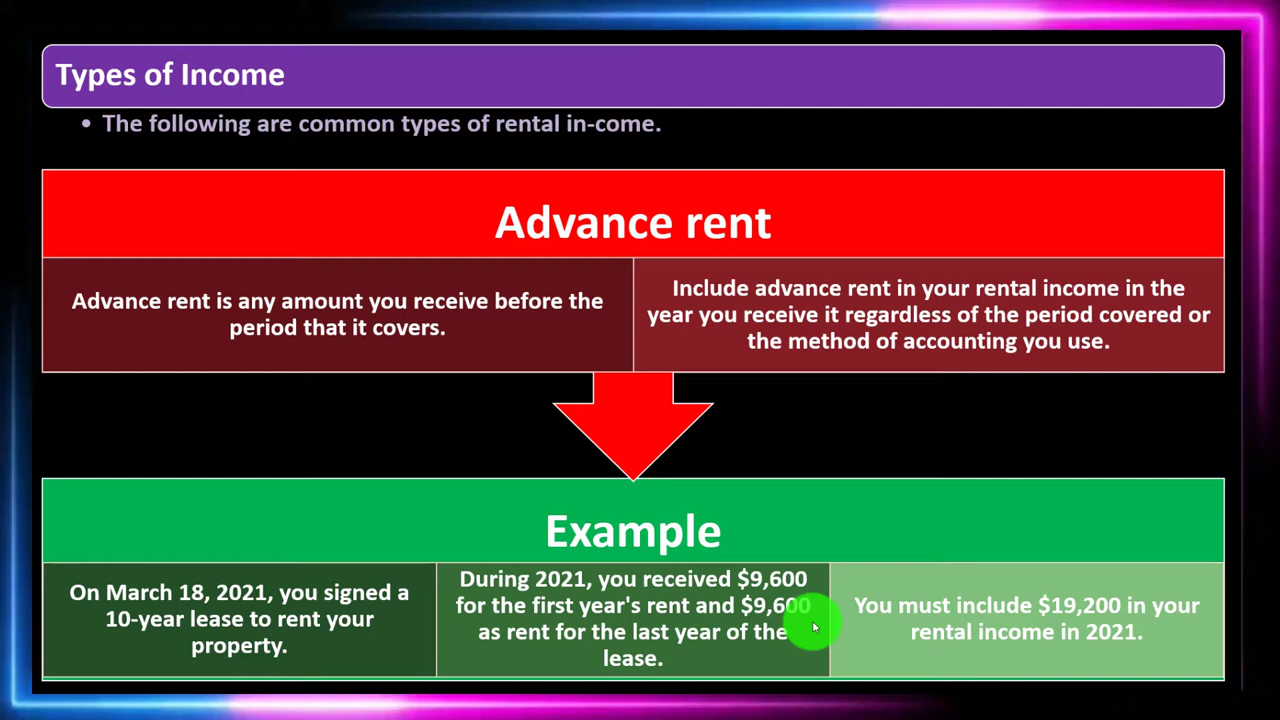 Types of Income
• The following are common types of rental in-come.
Advance rent
Advance rent is any amount you receive before the
period that it covers.
Include advance rent in your rental income in the
year you receive it regardless of the period covered or
the method of accounting you use.
Example
On March 18, 2021, you signed a
10-year lease to rent your
property.
During 2021, you received $9,600
for the first year's rent and $9,600
as rent for the last year of the
lease.
You must include $19,200 in your
rental income in 2021.